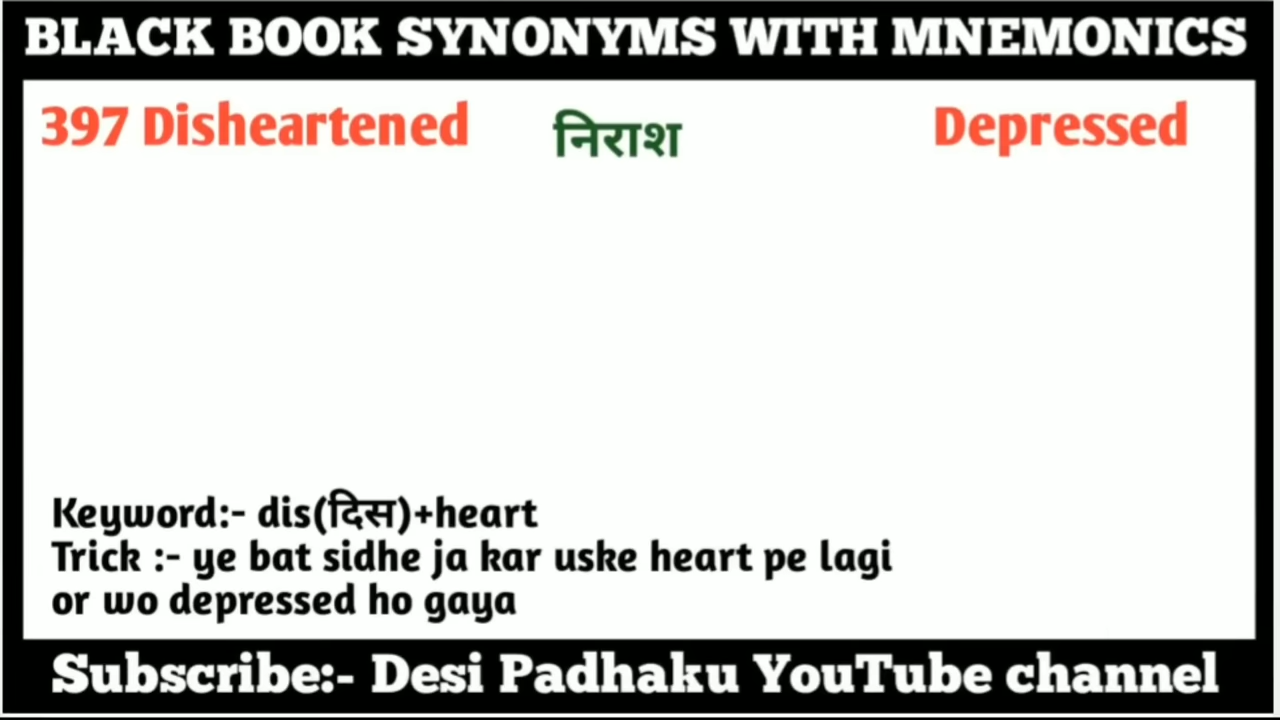 BLACK BOOK SYNONYMS WITH MNEMONICS
397 Disheartened निराश Depressed
Keyword:- dis(दिस)+heart
Trick :- ye bat sidhe ja kar uske heart pe lagi
or wo depressed ho gaya
Subscribe:- Desi Padhaku YouTube channel